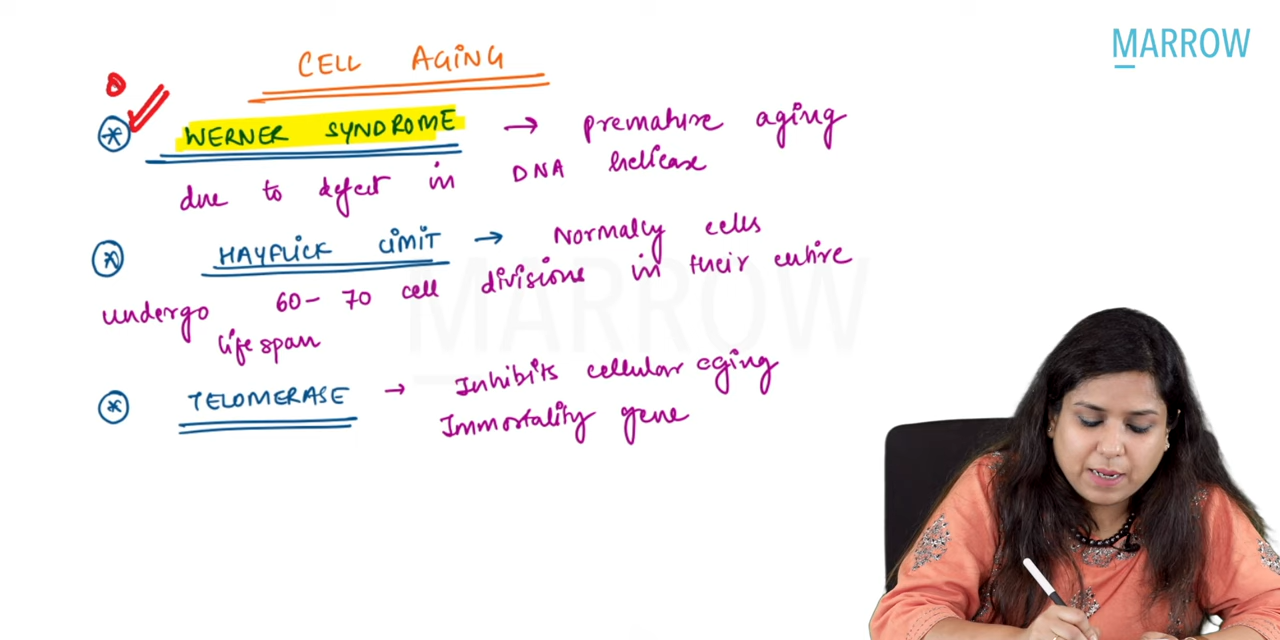 MARROW
CELL AGING
WERNER SYNDROME → premature aging
due to defect in DNA helicase
HAYFLICK LIMIT → Normally cells
undergo 60-70 cell divisions in their entire
life span
TELOMERASE → Inhibits cellular aging
Immortality gene
MARROW